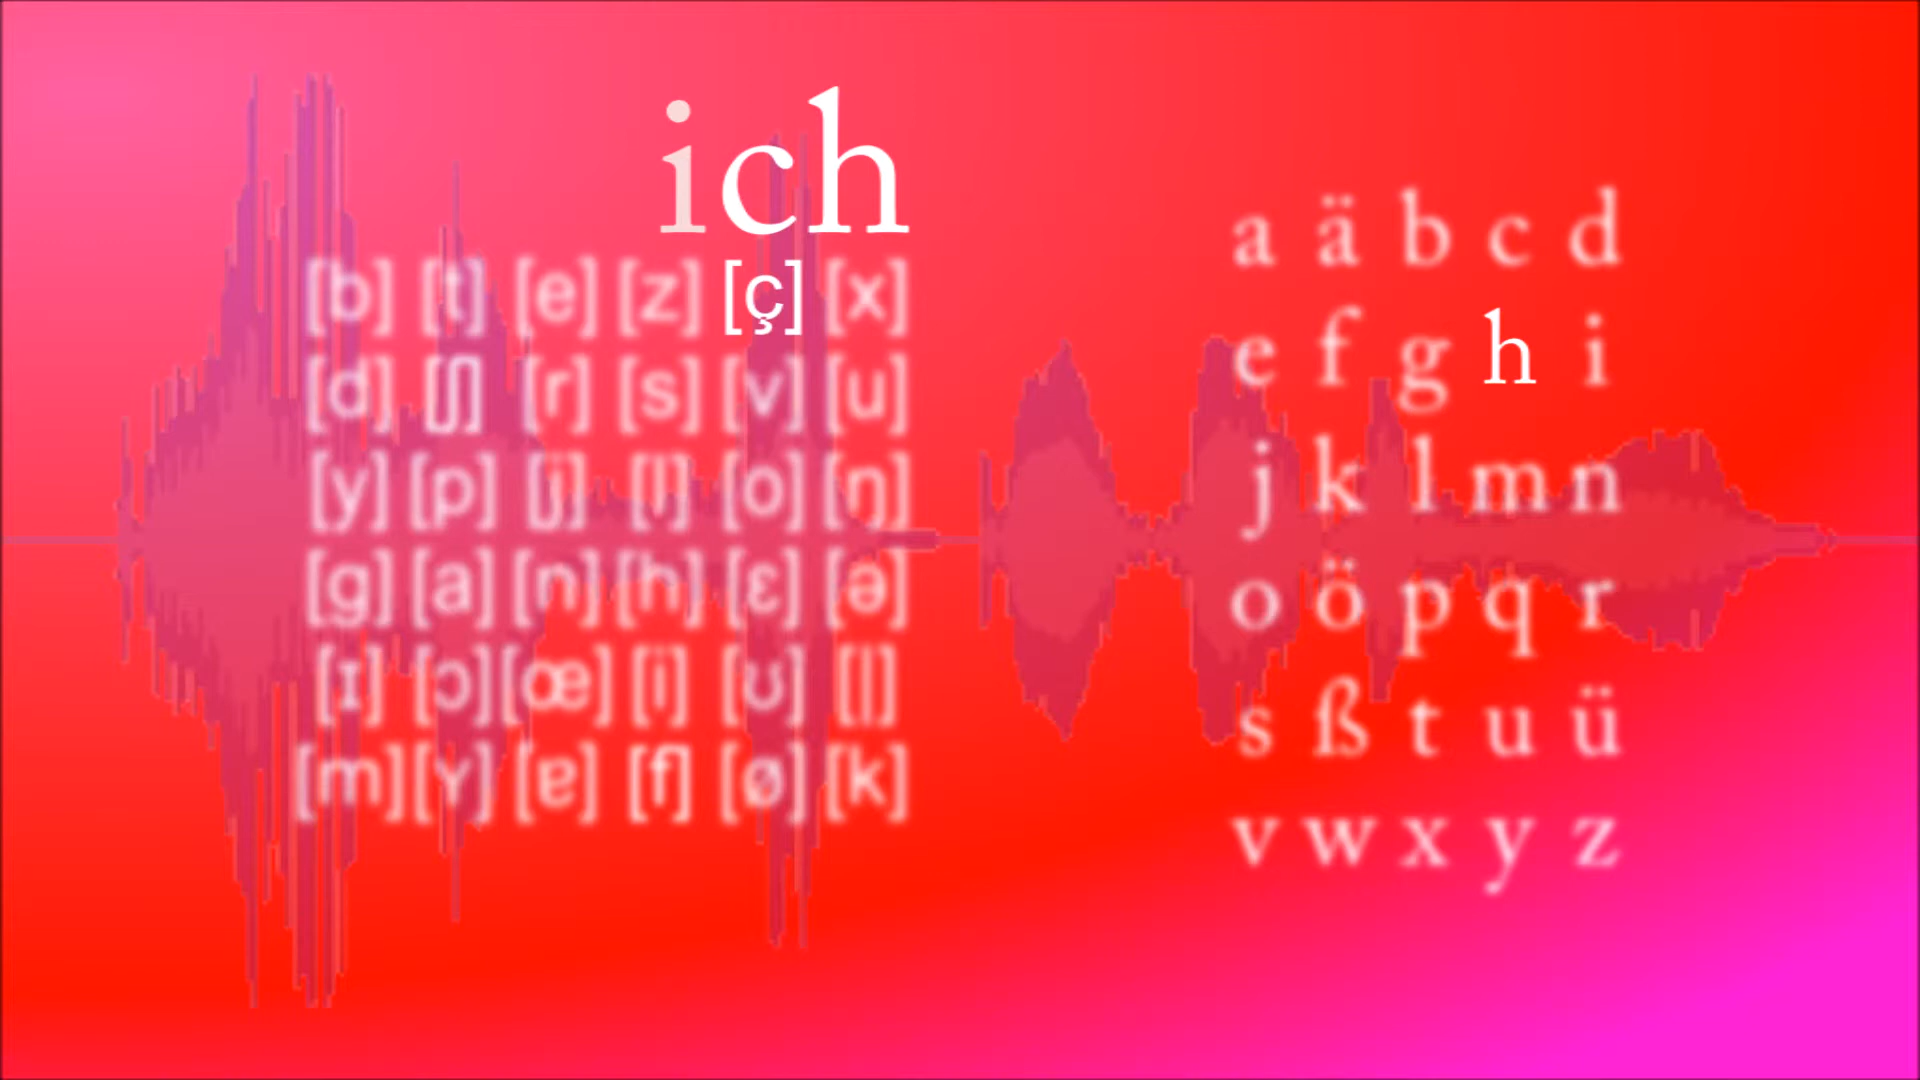 ich
[b] [t] [e] [z] [ç] [x]
[d] [ʃ] [r] [s] [v] [u]
[y] [p] [j] [l] [o] [ŋ]
[g] [a] [n] [h] [ɛ] [ə]
[ɪ] [ɔ] [œ] [i] [ʊ] [l]
[m] [ʏ] [ɐ] [f] [ø] [k]
a ä b c d
e f g h i
j k l m n
o ö p q r
s ß t u ü
v w x y z